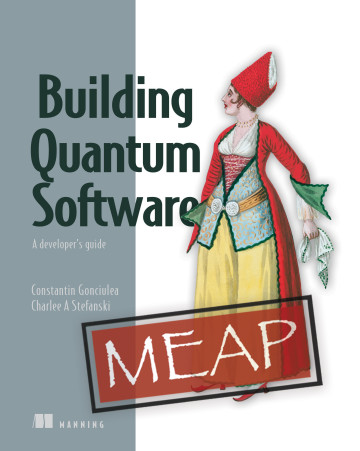 Building
Quantum
Software
A developer's guide
Constantin Gonciulea
Charlee A Stefanski
MEAP
MANNING